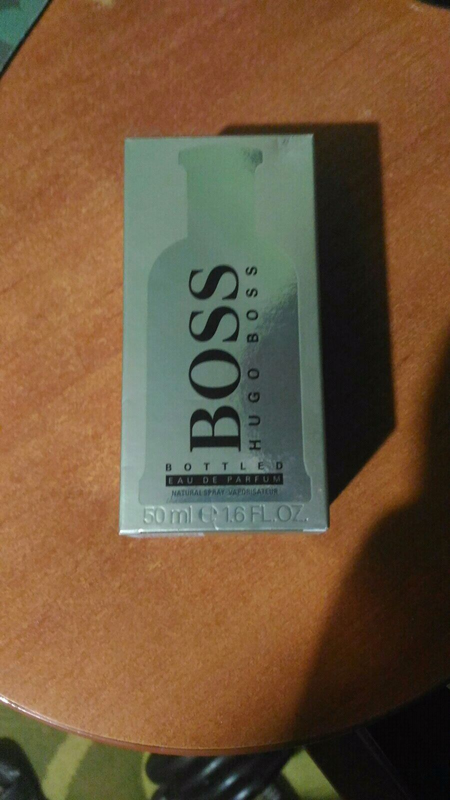 BOSS
HUGO BOSS
BOTTLED
EAU DE PARFUM
NATURAL SPRAY VAPORISATEUR
50 ml ℮ 1.6 FL.OZ.